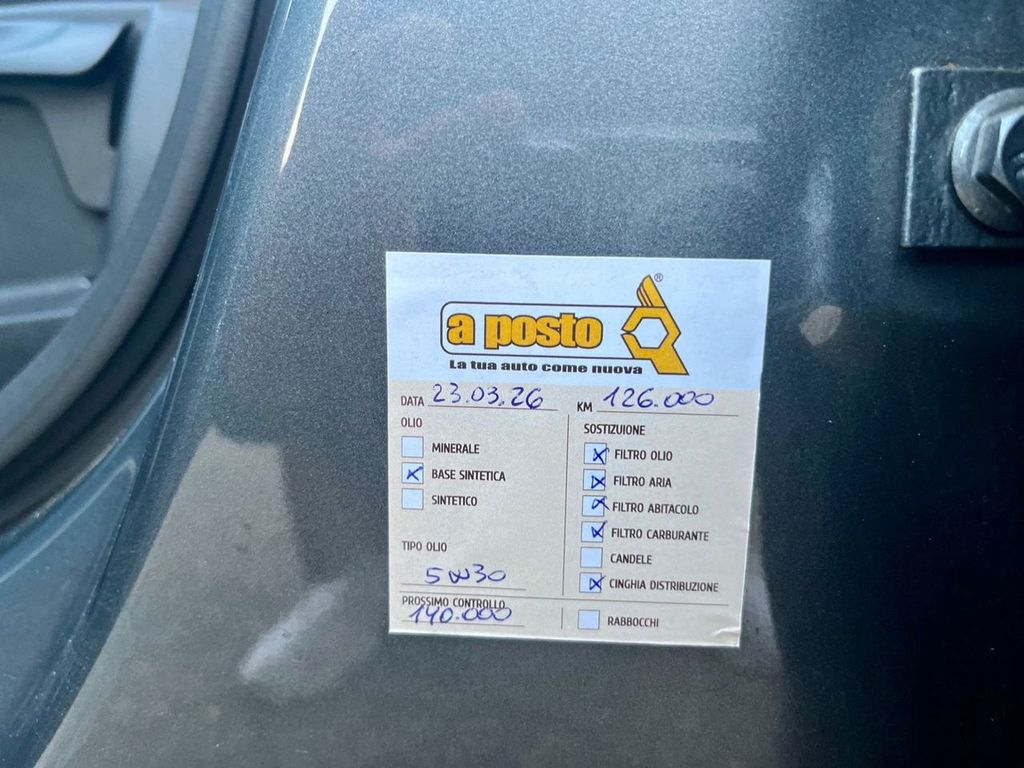 a posto ®
La tua auto come nuova
DATA 23.03.26
KM 126.000
OLIO
MINERALE
BASE SINTETICA
SINTETICO
TIPO OLIO
5W30
PROSSIMO CONTROLLO
140.000
SOSTIZUIONE
FILTRO OLIO
FILTRO ARIA
FILTRO ABITACOLO
FILTRO CARBURANTE
CANDELE
CINGHIA DISTRIBUZIONE
RABBOCCHI